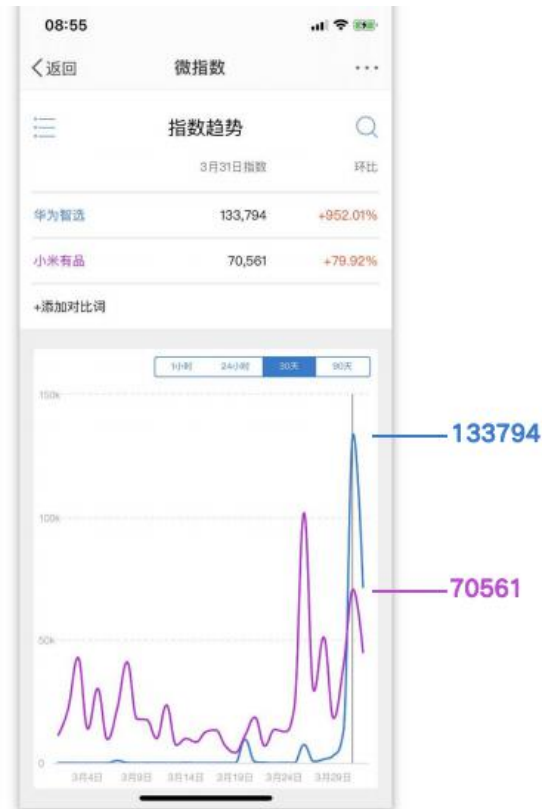 08:55
返回 微指数
指数趋势
3月31日指数 环比
华为智选 133,794 +952.01%
小米有品 70,561 +79.92%
+添加对比词
1小时 24小时 30天 90天
150k
133794
100k
70561
50k
0
3月4日 3月9日 3月14日 3月19日 3月24日 3月29日